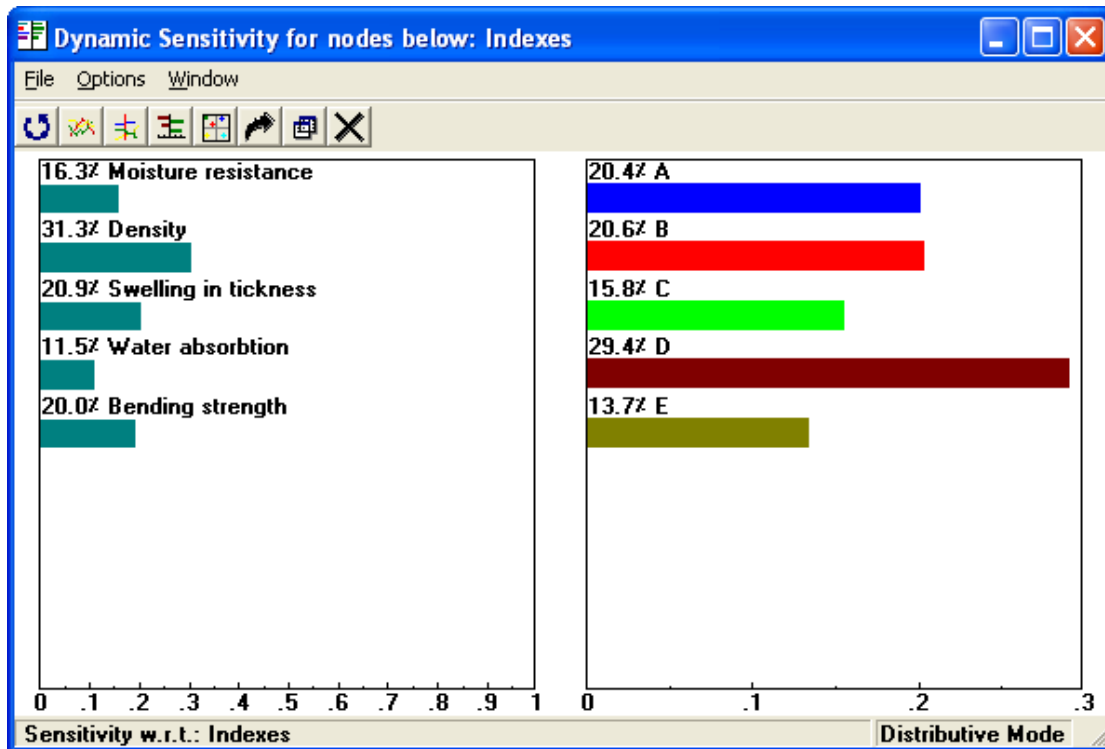 Dynamic Sensitivity for nodes below: Indexes
File Options Window
16.3% Moisture resistance
31.3% Density
20.9% Swelling in tickness
11.5% Water absorbtion
20.0% Bending strength
0 .1 .2 .3 .4 .5 .6 .7 .8 .9 1
20.4% A
20.6% B
15.8% C
29.4% D
13.7% E
0 .1 .2 .3
Sensitivity w.r.t.: Indexes
Distributive Mode